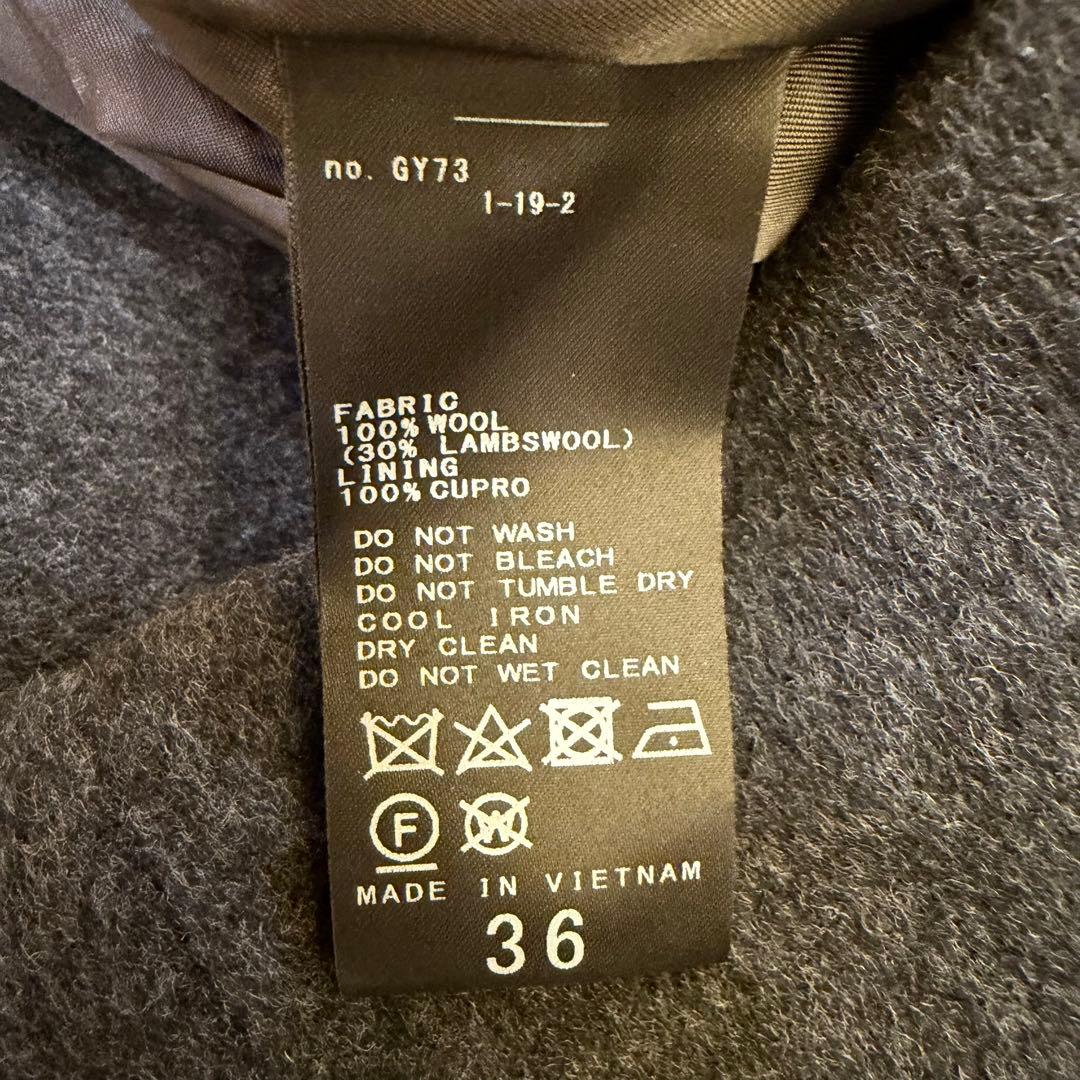 no. GY73
1-19-2
FABRIC
100% WOOL
(30% LAMBSWOOL)
LINING
100% CUPRO
DO NOT WASH
DO NOT BLEACH
DO NOT TUMBLE DRY
COOL IRON
DRY CLEAN
DO NOT WET CLEAN
F W
MADE IN VIETNAM
36